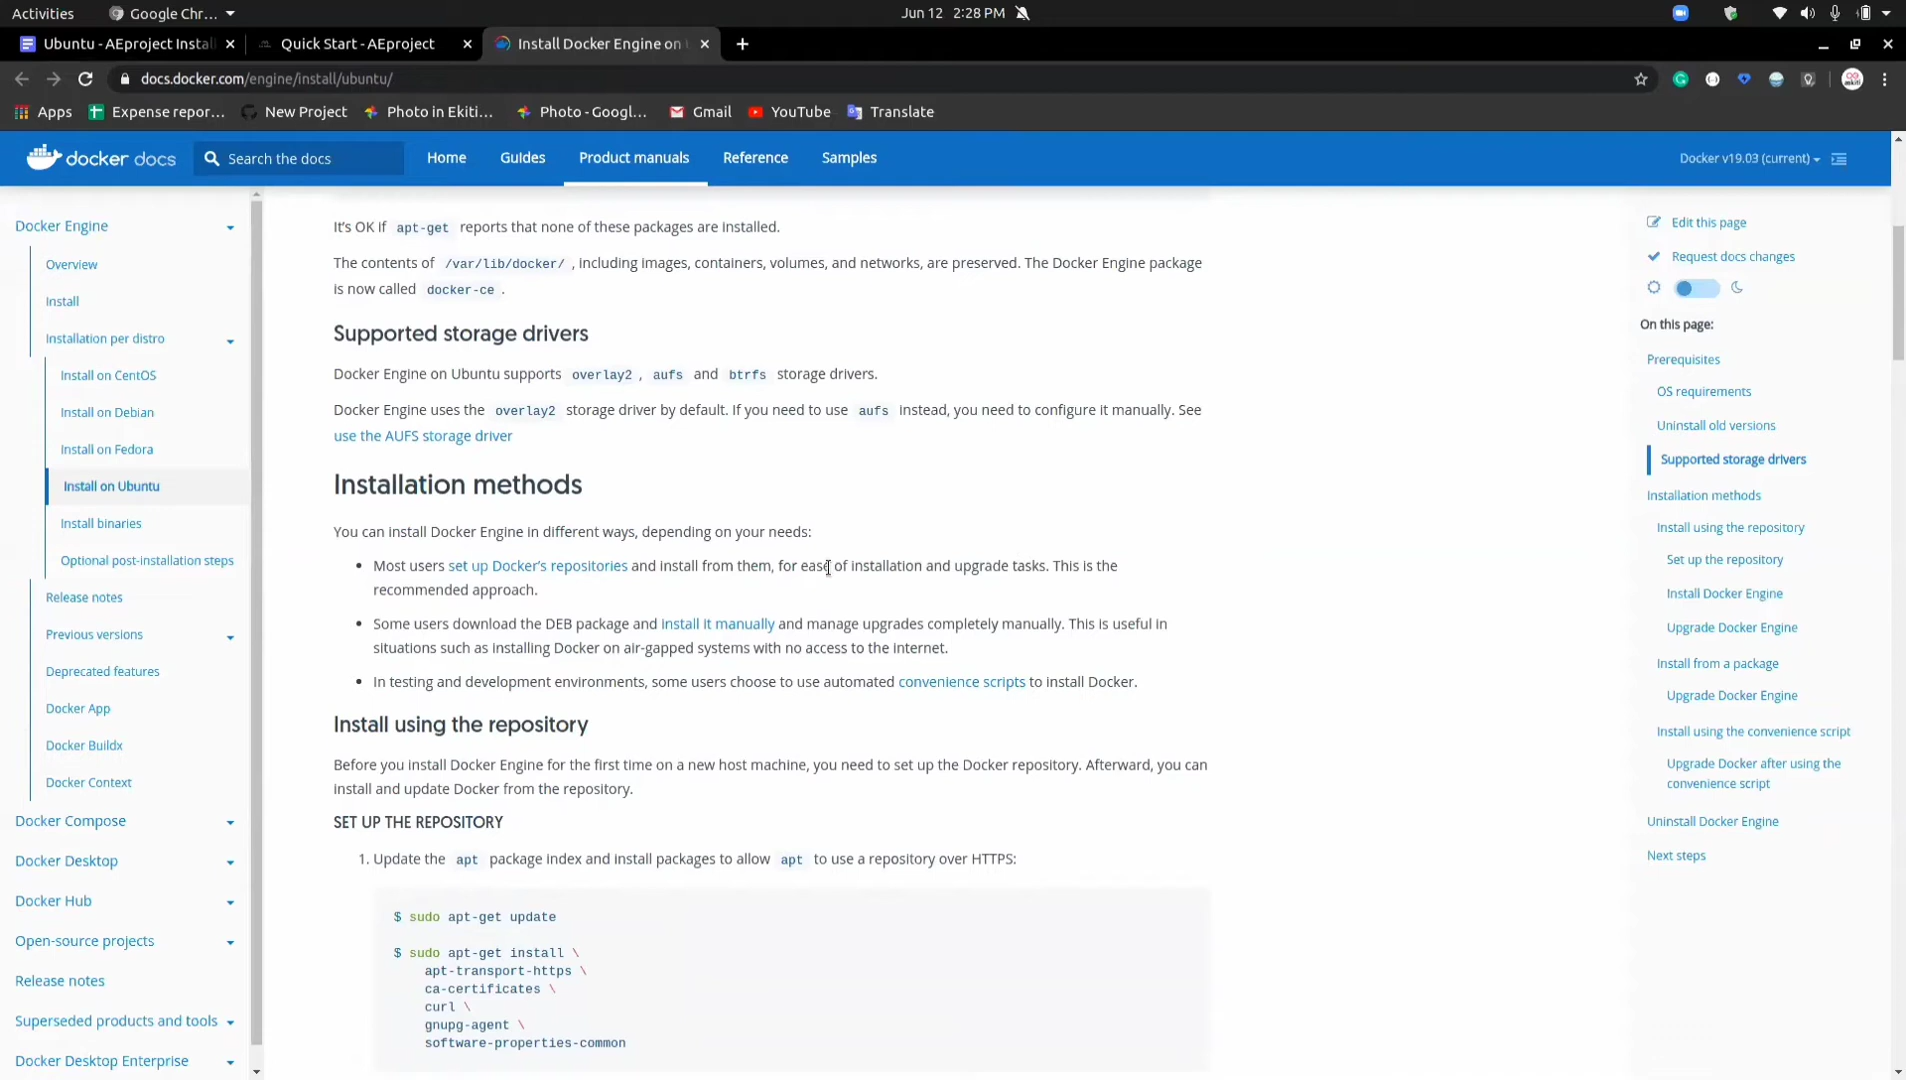 Activities
Google Chr...
Jun 12 2:28 PM
Ubuntu - AEproject Instal
Quick Start - AEproject
Install Docker Engine on
docs.docker.com/engine/install/ubuntu/
Apps
Expense repor...
New Project
Photo in Ekiti...
Photo - Googl...
Gmail
YouTube
Translate
docker docs
Search the docs
Home
Guides
Product manuals
Reference
Samples
Docker v19.03 (current)
Docker Engine
Overview
Install
Installation per distro
Install on CentOS
Install on Debian
Install on Fedora
Install on Ubuntu
Install binaries
Optional post-installation steps
Release notes
Previous versions
Deprecated features
Docker App
Docker Buildx
Docker Context
Docker Compose
Docker Desktop
Docker Hub
Open-source projects
Release notes
Superseded products and tools
Docker Desktop Enterprise
It's OK if apt-get reports that none of these packages are installed.
The contents of /var/lib/docker/ , including images, containers, volumes, and networks, are preserved. The Docker Engine package
is now called docker-ce .
Supported storage drivers
Docker Engine on Ubuntu supports overlay2 , aufs and btrfs storage drivers.
Docker Engine uses the overlay2 storage driver by default. If you need to use aufs instead, you need to configure it manually. See
use the AUFS storage driver
Installation methods
You can install Docker Engine in different ways, depending on your needs:
• Most users set up Docker's repositories and install from them, for ease of installation and upgrade tasks. This is the
recommended approach.
• Some users download the DEB package and install it manually and manage upgrades completely manually. This is useful in
situations such as installing Docker on air-gapped systems with no access to the internet.
• In testing and development environments, some users choose to use automated convenience scripts to install Docker.
Install using the repository
Before you install Docker Engine for the first time on a new host machine, you need to set up the Docker repository. Afterward, you can
install and update Docker from the repository.
SET UP THE REPOSITORY
1. Update the apt package index and install packages to allow apt to use a repository over HTTPS:
$ sudo apt-get update
$ sudo apt-get install \
apt-transport-https \
ca-certificates \
curl \
gnupg-agent \
software-properties-common
Edit this page
Request docs changes
On this page:
Prerequisites
OS requirements
Uninstall old versions
Supported storage drivers
Installation methods
Install using the repository
Set up the repository
Install Docker Engine
Upgrade Docker Engine
Install from a package
Upgrade Docker Engine
Install using the convenience script
Upgrade Docker after using the
convenience script
Uninstall Docker Engine
Next steps